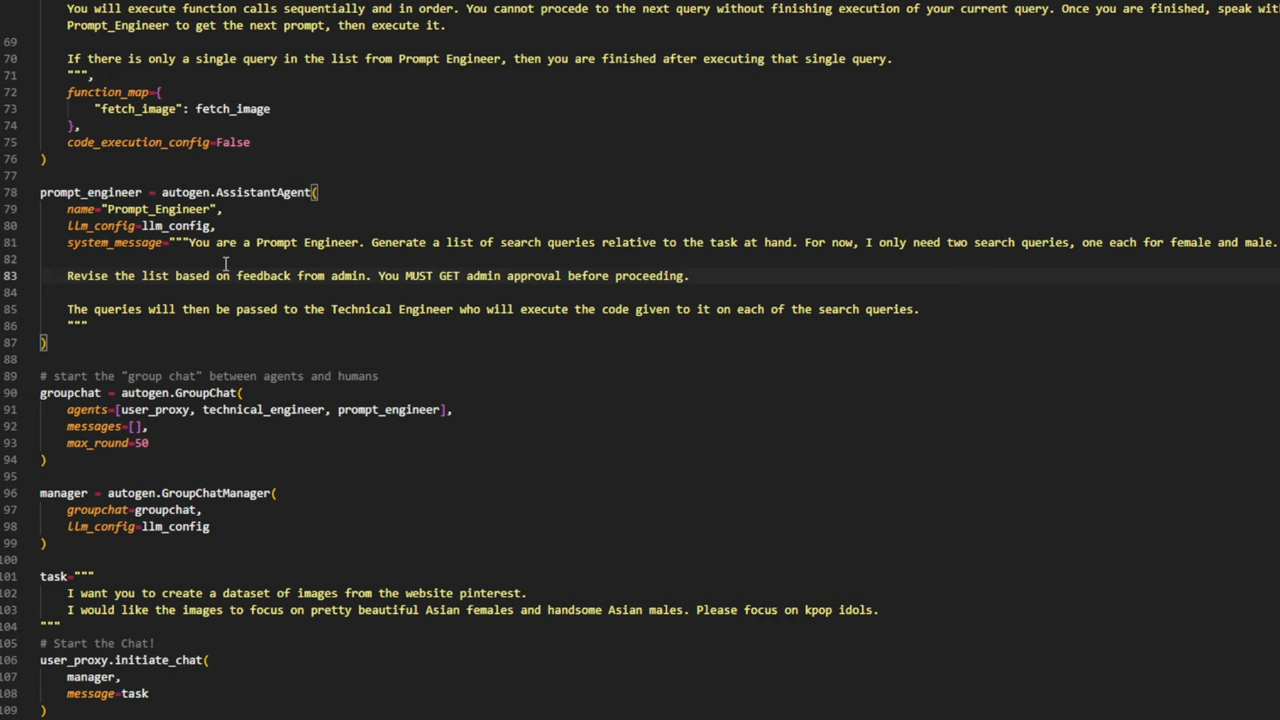 You will execute function calls sequentially and in order. You cannot procede to the next query without finishing execution of your current query. Once you are finished, speak
Prompt_Engineer to get the next prompt, then execute it.
69
70 If there is only a single query in the list from Prompt Engineer, then you are finished after executing that single query.
71 """,
72 function_map={
73 "fetch_image": fetch_image
74 },
75 code_execution_config=False
76 )
77
78 prompt_engineer = autogen.AssistantAgent(
79 name="Prompt_Engineer",
80 llm_config=llm_config,
81 system_message="""You are a Prompt Engineer. Generate a list of search queries relative to the task at hand. For now, I only need two search queries, one each for female and male.
82
83 Revise the list based on feedback from admin. You MUST GET admin approval before proceeding.
84
85 The queries will then be passed to the Technical Engineer who will execute the code given to it on each of the search queries.
86 """
87 )
88
89 # start the "group chat" between agents and humans
90 groupchat = autogen.GroupChat(
91 agents=[user_proxy, technical_engineer, prompt_engineer],
92 messages=[],
93 max_round=50
94 )
95
96 manager = autogen.GroupChatManager(
97 groupchat=groupchat,
98 llm_config=llm_config
99 )
100
101 task="""
102 I want you to create a dataset of images from the website pinterest.
103 I would like the images to focus on pretty beautiful Asian females and handsome Asian males. Please focus on kpop idols.
104 """
105 # Start the Chat!
106 user_proxy.initiate_chat(
107 manager,
108 message=task
109 )